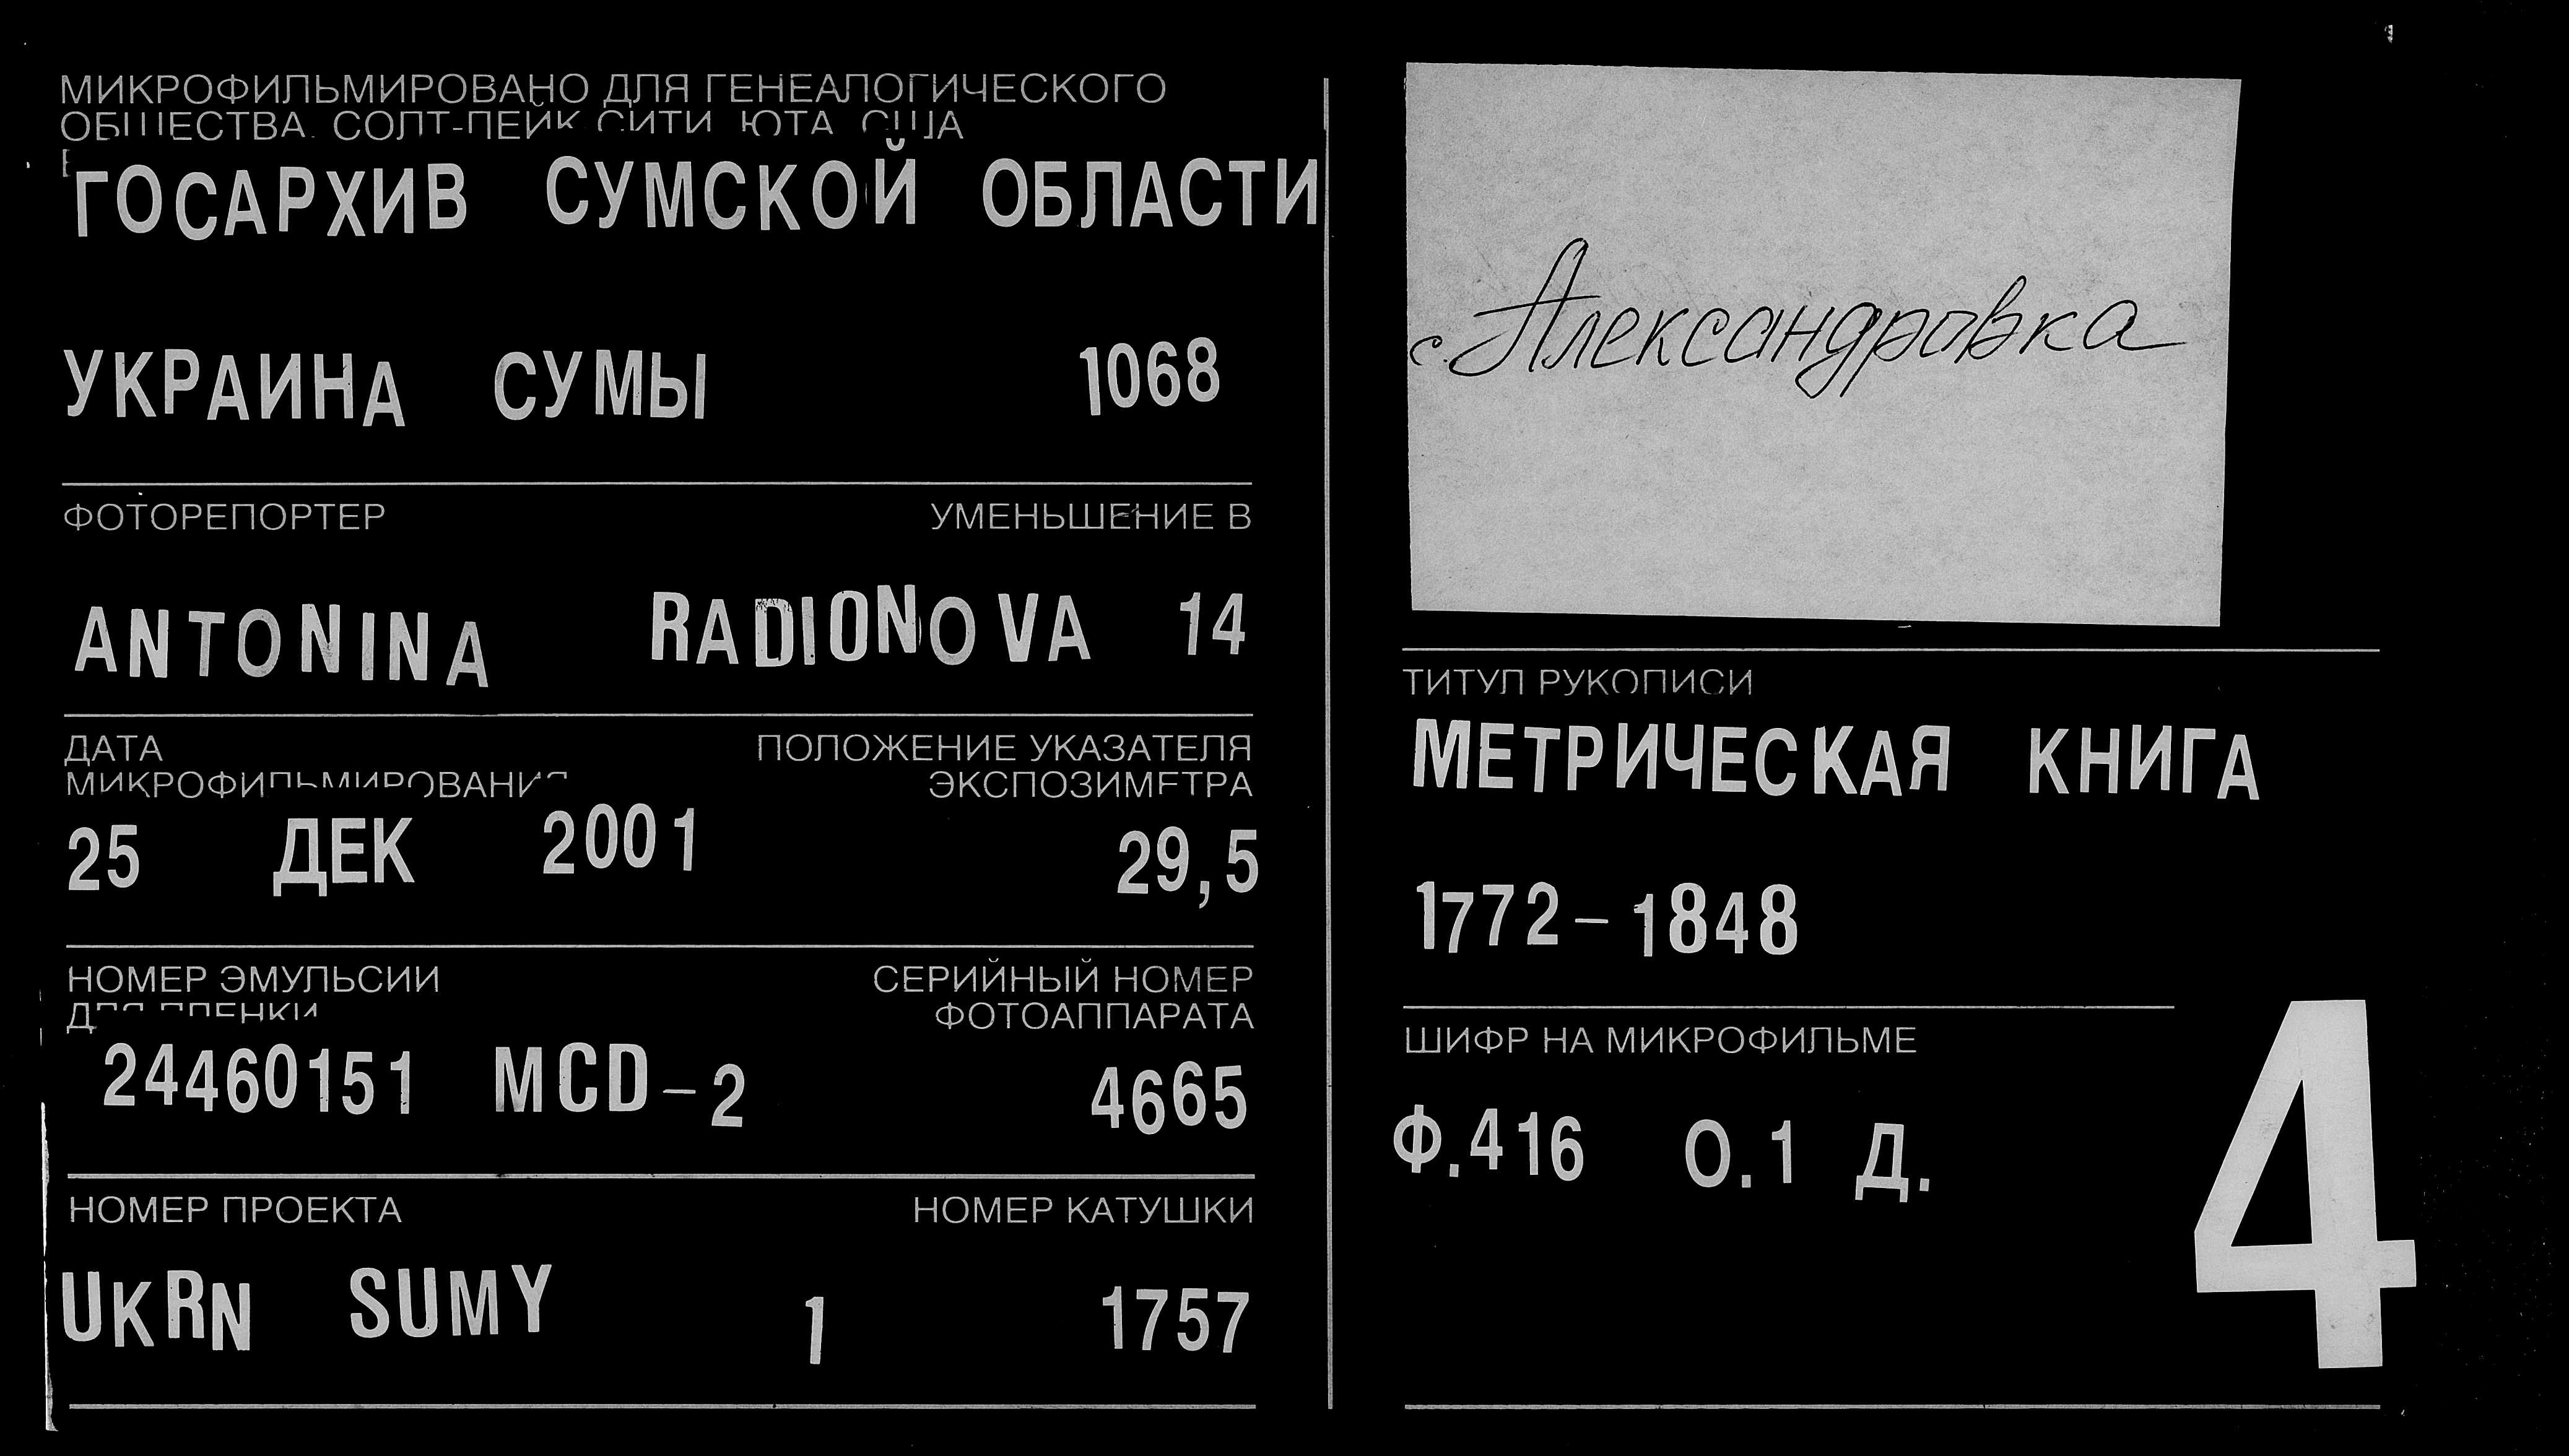 МИКРОФИЛЬМИРОВАНО ДЛЯ ГЕНЕАЛОГИЧЕСКОГО
ОБЩЕСТВА, СОЛТ-ЛЕЙК СИТИ, ЮТА, США
ГОСАРХИВ СУМСКОЙ ОБЛАСТИ
УКРАИНА СУМЫ 1068
ФОТОРЕПОРТЕР УМЕНЬШЕНИЕ В
ANTONINA RADIONOVA 14
ДАТА ПОЛОЖЕНИЕ УКАЗАТЕЛЯ
МИКРОФИЛЬМИРОВАНИЯ ЭКСПОЗИМЕТРА
25 ДЕК 2001 29,5
НОМЕР ЭМУЛЬСИИ СЕРИЙНЫЙ НОМЕР
ДЛЯ ПЛЕНКИ ФОТОАППАРАТА
24460151 MCD-2 4665
НОМЕР ПРОЕКТА НОМЕР КАТУШКИ
UKRN SUMY 1 1757
с. Александровка
ТИТУЛ РУКОПИСИ
МЕТРИЧЕСКАЯ КНИГА
1772-1848
ШИФР НА МИКРОФИЛЬМЕ
Ф.416 О.1 Д.
4